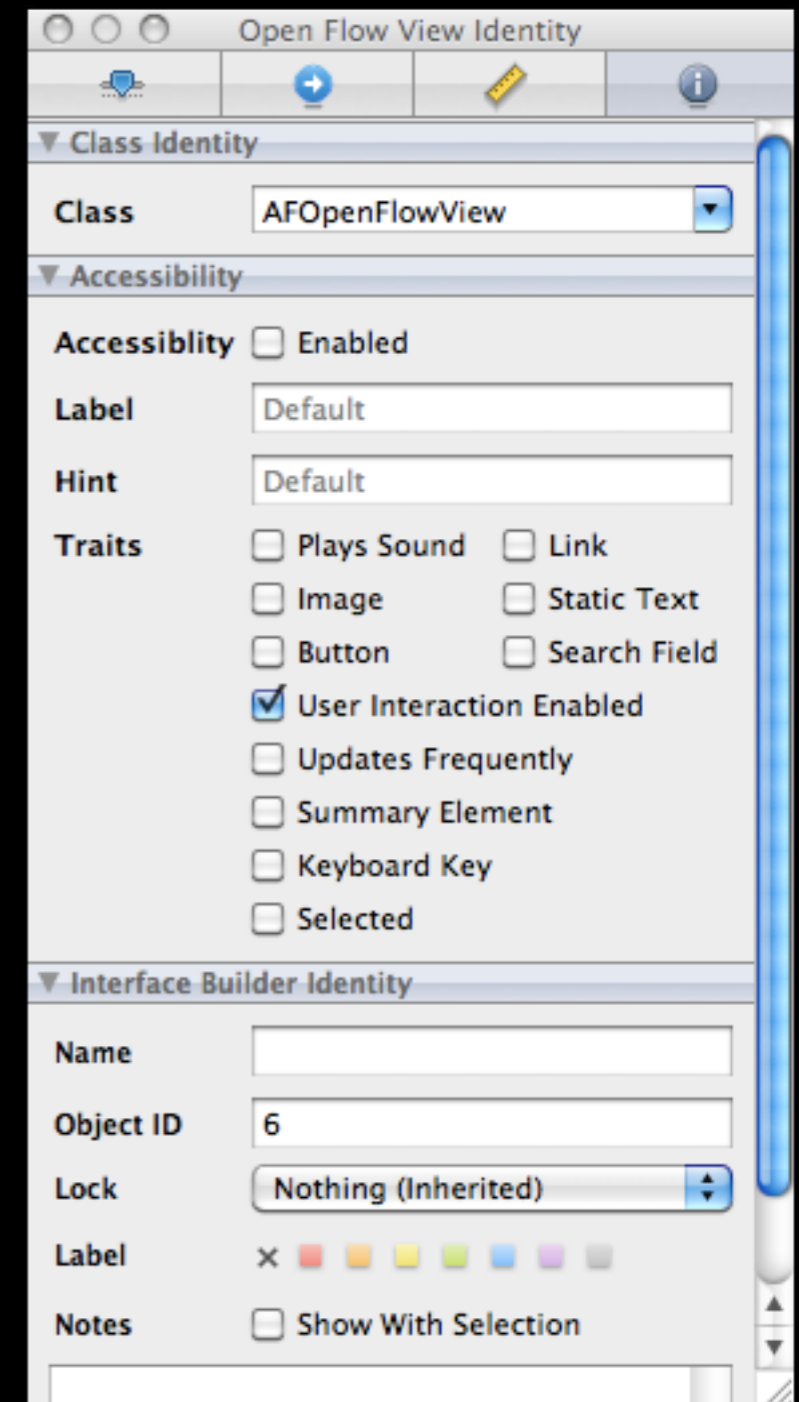 Open Flow View Identity
Class Identity
Class AFOpenFlowView
Accessibility
Accessiblity Enabled
Label Default
Hint Default
Traits Plays Sound Link
Image Static Text
Button Search Field
User Interaction Enabled
Updates Frequently
Summary Element
Keyboard Key
Selected
Interface Builder Identity
Name
Object ID 6
Lock Nothing (Inherited)
Label
Notes Show With Selection